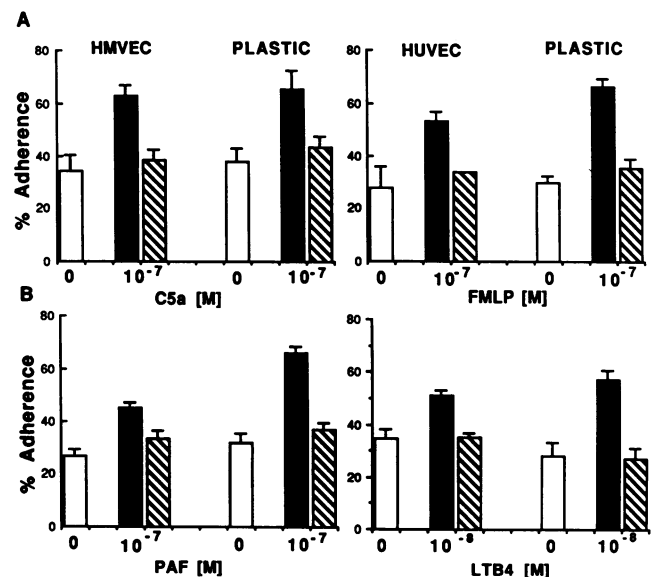 A
HMVEC PLASTIC
HUVEC PLASTIC
% Adherence
80
60
40
20
0
80
60
40
20
0
0 10⁻⁷ 0 10⁻⁷
C5a [M]
0 10⁻⁷ 0 10⁻⁷
FMLP [M]
B
% Adherence
80
60
40
20
0
80
60
40
20
0
0 10⁻⁷ 0 10⁻⁷
PAF [M]
0 10⁻⁸ 0 10⁻⁸
LTB4 [M]